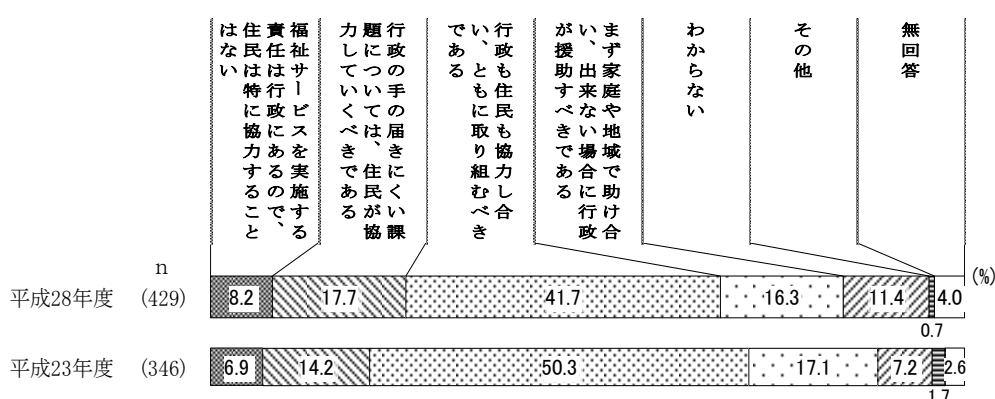 福祉サービスを実施する
責任は行政にあるので、
住民は特に協力すること
はない
行政の手の届きにくい課
題については、住民が協
力していくべきである
行政も住民も協力し合
い、ともに取り組むべき
である
まず家庭や地域で助け合
い、出来ない場合に行政
が援助すべきである
わからない
その他
無回答
n
(%)
平成28年度 (429) 8.2 17.7 41.7 16.3 11.4 4.0
0.7
平成23年度 (346) 6.9 14.2 50.3 17.1 7.2 2.6
1.7